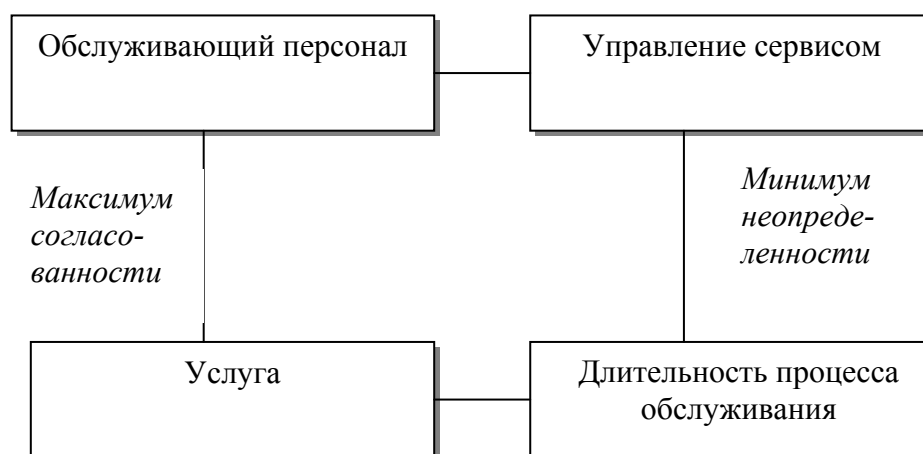 Обслуживающий персонал
Управление сервисом
Максимум
согласо-
ванности
Минимум
неопреде-
ленности
Услуга
Длительность процесса
обслуживания